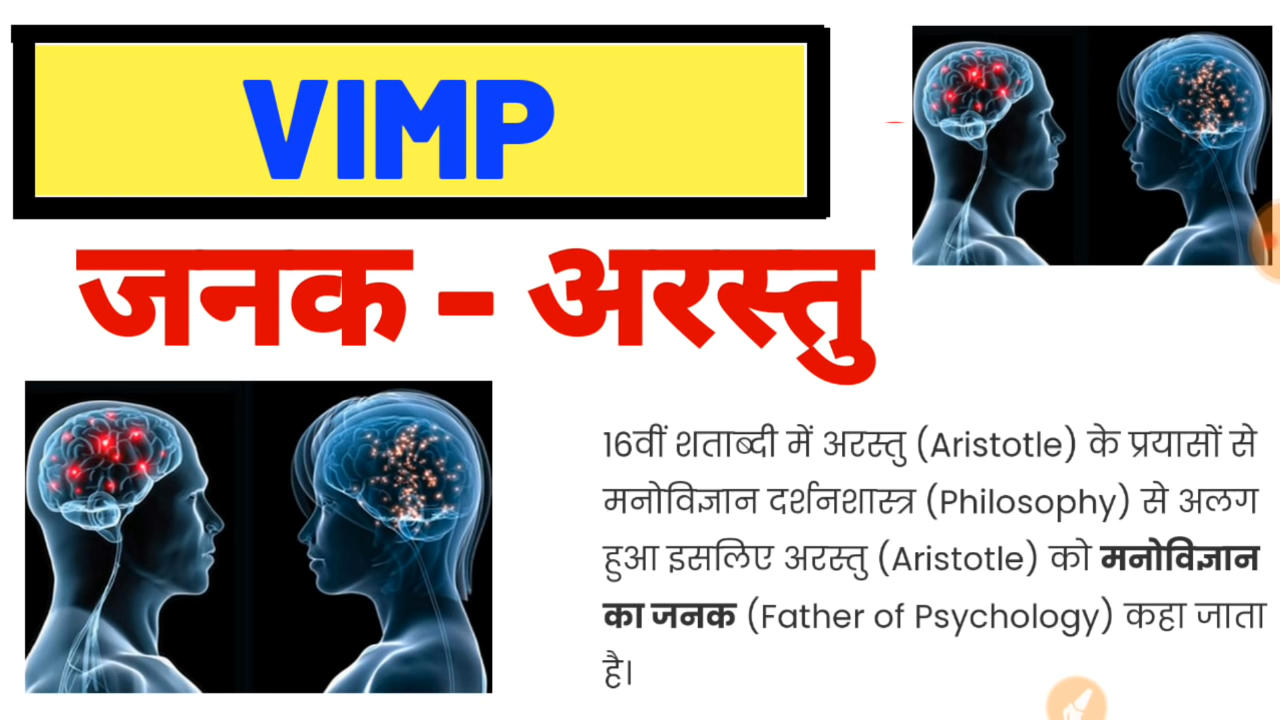 VIMP
जनक - अरस्तु
16वीं शताब्दी में अरस्तु (Aristotle) के प्रयासों से
मनोविज्ञान दर्शनशास्त्र (Philosophy) से अलग
हुआ इसलिए अरस्तु (Aristotle) को मनोविज्ञान
का जनक (Father of Psychology) कहा जाता
है।